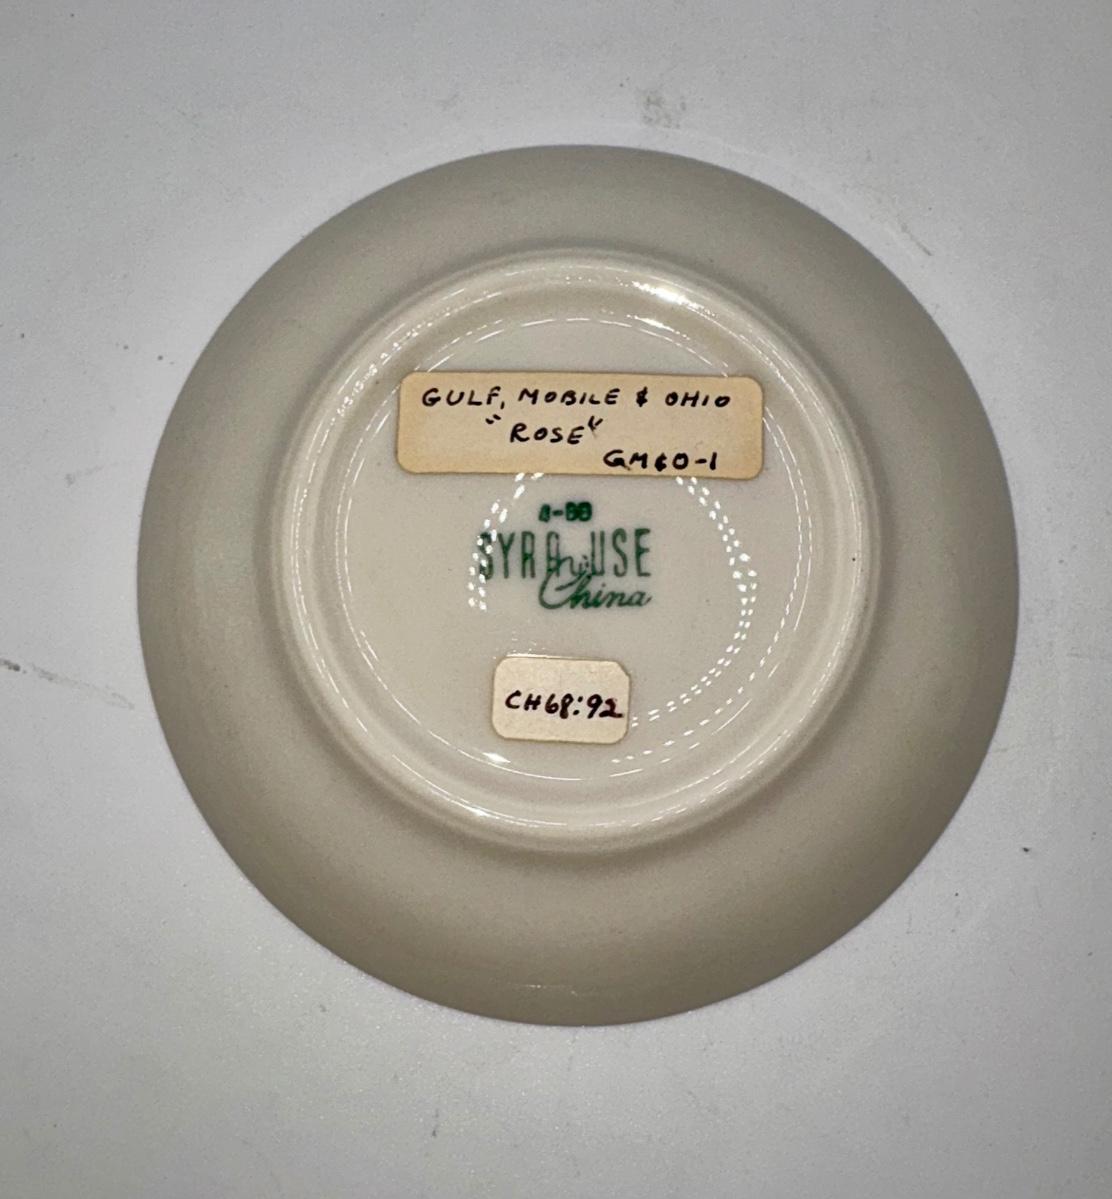 GULF, MOBILE & OHIO
"ROSE"
GM&O-1
SYRACUSE
China
CH68:92